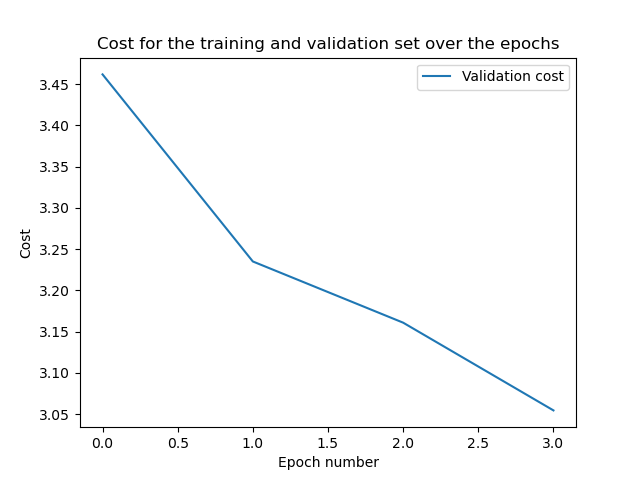 Cost for the training and validation set over the epochs
Validation cost
3.45
3.40
3.35
3.30
3.25
3.20
3.15
3.10
3.05
Cost
0.0 0.5 1.0 1.5 2.0 2.5 3.0
Epoch number